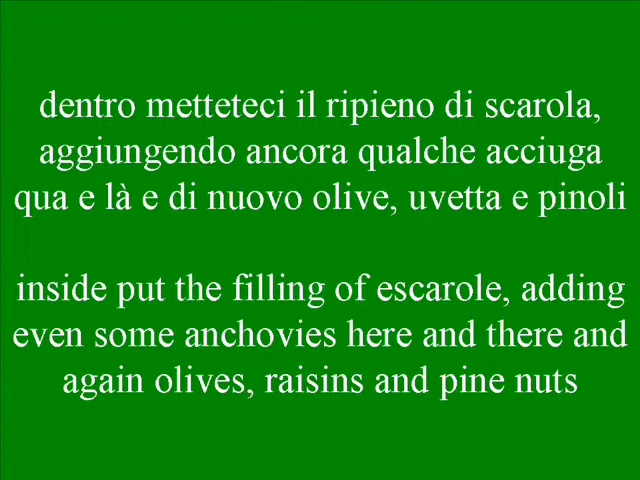 dentro metteteci il ripieno di scarola,
aggiungendo ancora qualche acciuga
qua e là e di nuovo olive, uvetta e pinoli
inside put the filling of escarole, adding
even some anchovies here and there and
again olives, raisins and pine nuts